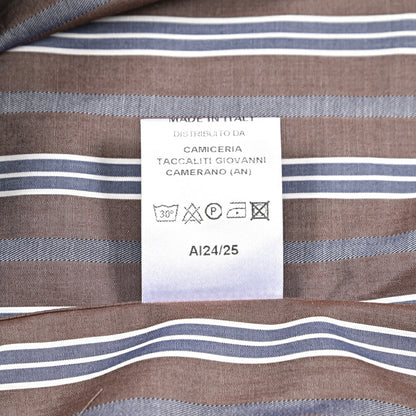 MADE IN ITALY
DISTRIBUITO DA
CAMICERIA
TACCALITI GIOVANNI
CAMERANO (AN)
30° P
AI24/25